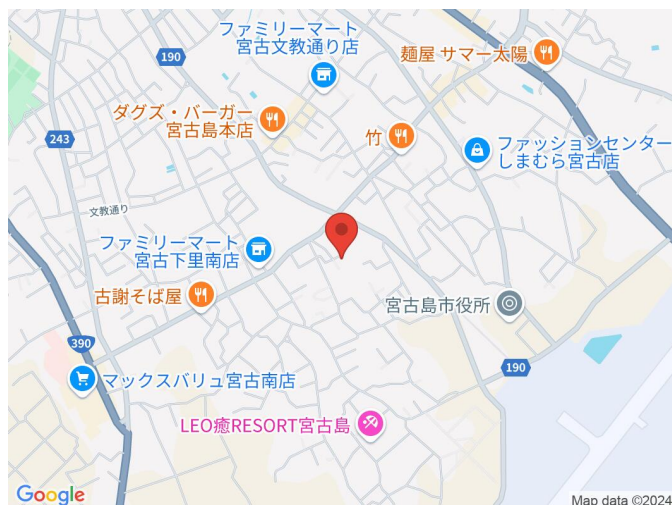 ファミリーマート
宮古文教通り店
麺屋 サマー太陽
190
ダグズ・バーガー
宮古島本店
竹
243
ファッションセンター
しまむら宮古店
文教通り
ファミリーマート
宮古下里南店
古謝そば屋
宮古島市役所
390
190
マックスバリュ宮古南店
LEO癒RESORT宮古島
Google
Map data ©2024